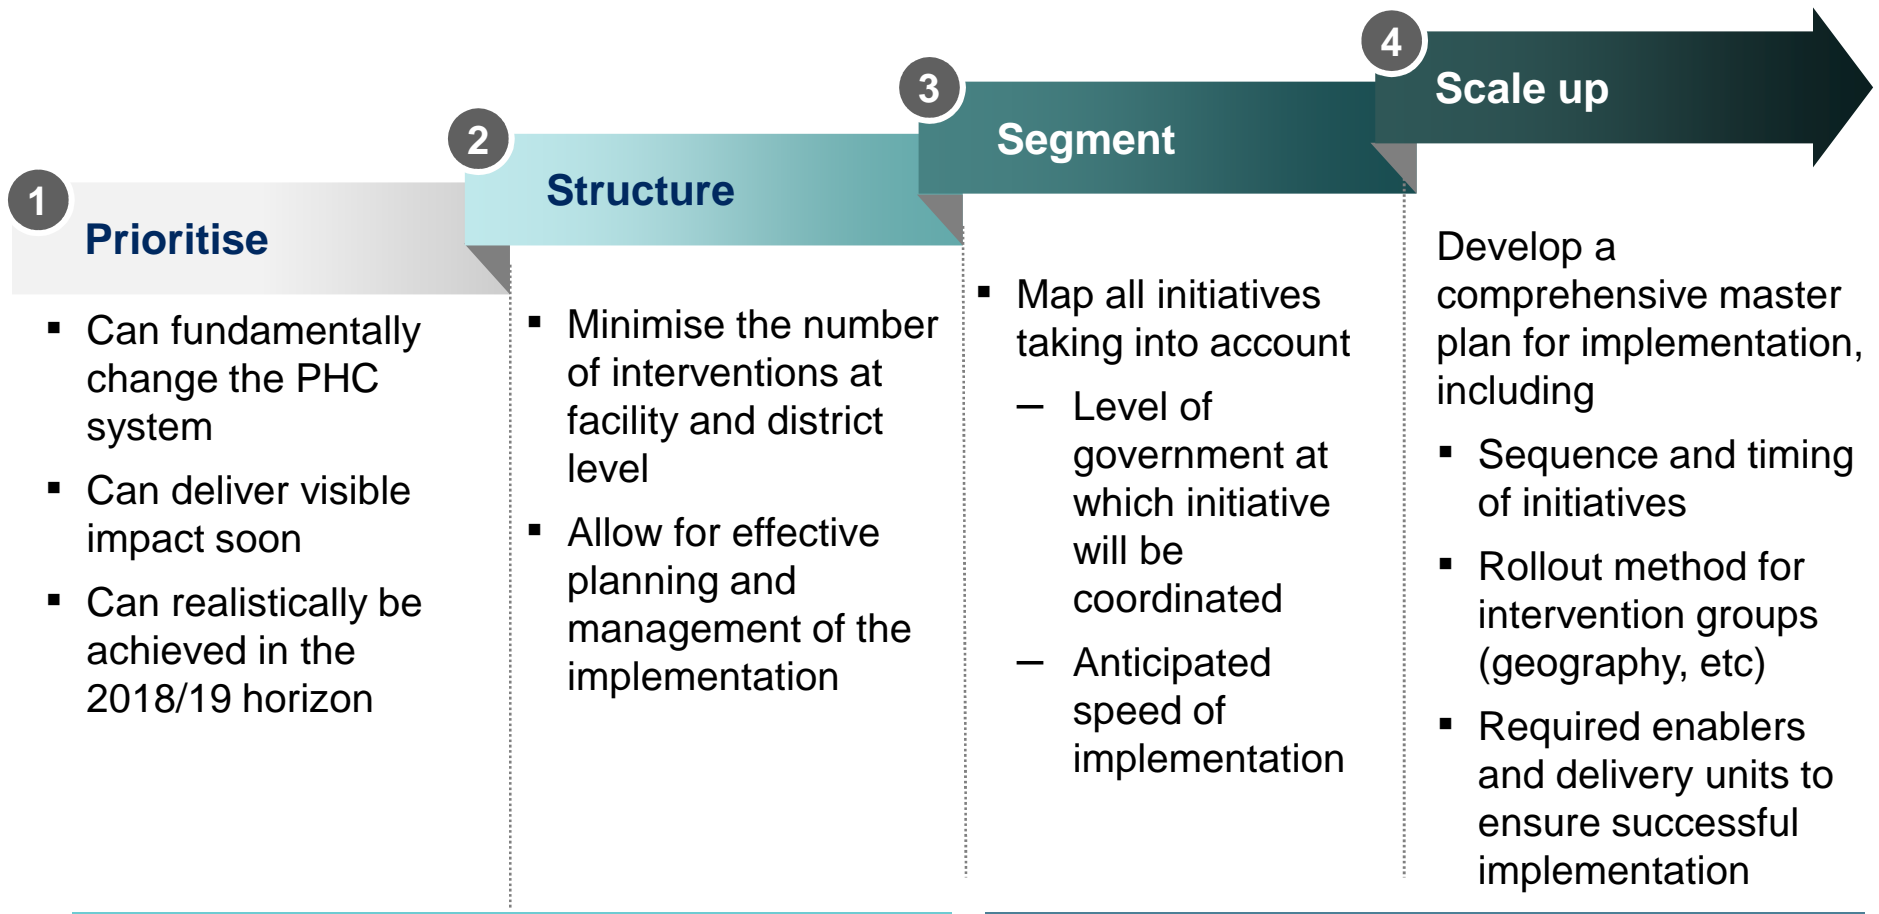 1
Prioritise
▪ Can fundamentally
change the PHC
system
▪ Can deliver visible
impact soon
▪ Can realistically be
achieved in the
2018/19 horizon
2
Structure
▪ Minimise the number
of interventions at
facility and district
level
▪ Allow for effective
planning and
management of the
implementation
3
Segment
▪ Map all initiatives
taking into account
– Level of
government at
which initiative
will be
coordinated
– Anticipated
speed of
implementation
4
Scale up
Develop a
comprehensive master
plan for implementation,
including
▪ Sequence and timing
of initiatives
▪ Rollout method for
intervention groups
(geography, etc)
▪ Required enablers
and delivery units to
ensure successful
implementation